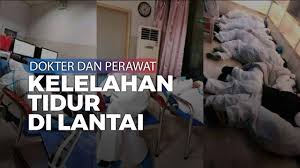 DOKTER DAN PERAWAT
KELELAHAN
TIDUR
DI LANTAI